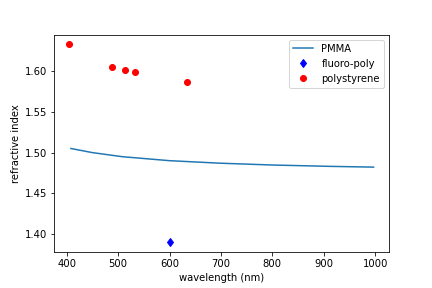 PMMA
fluoro-poly
polystyrene
refractive index
1.60
1.55
1.50
1.45
1.40
400 500 600 700 800 900 1000
wavelength (nm)